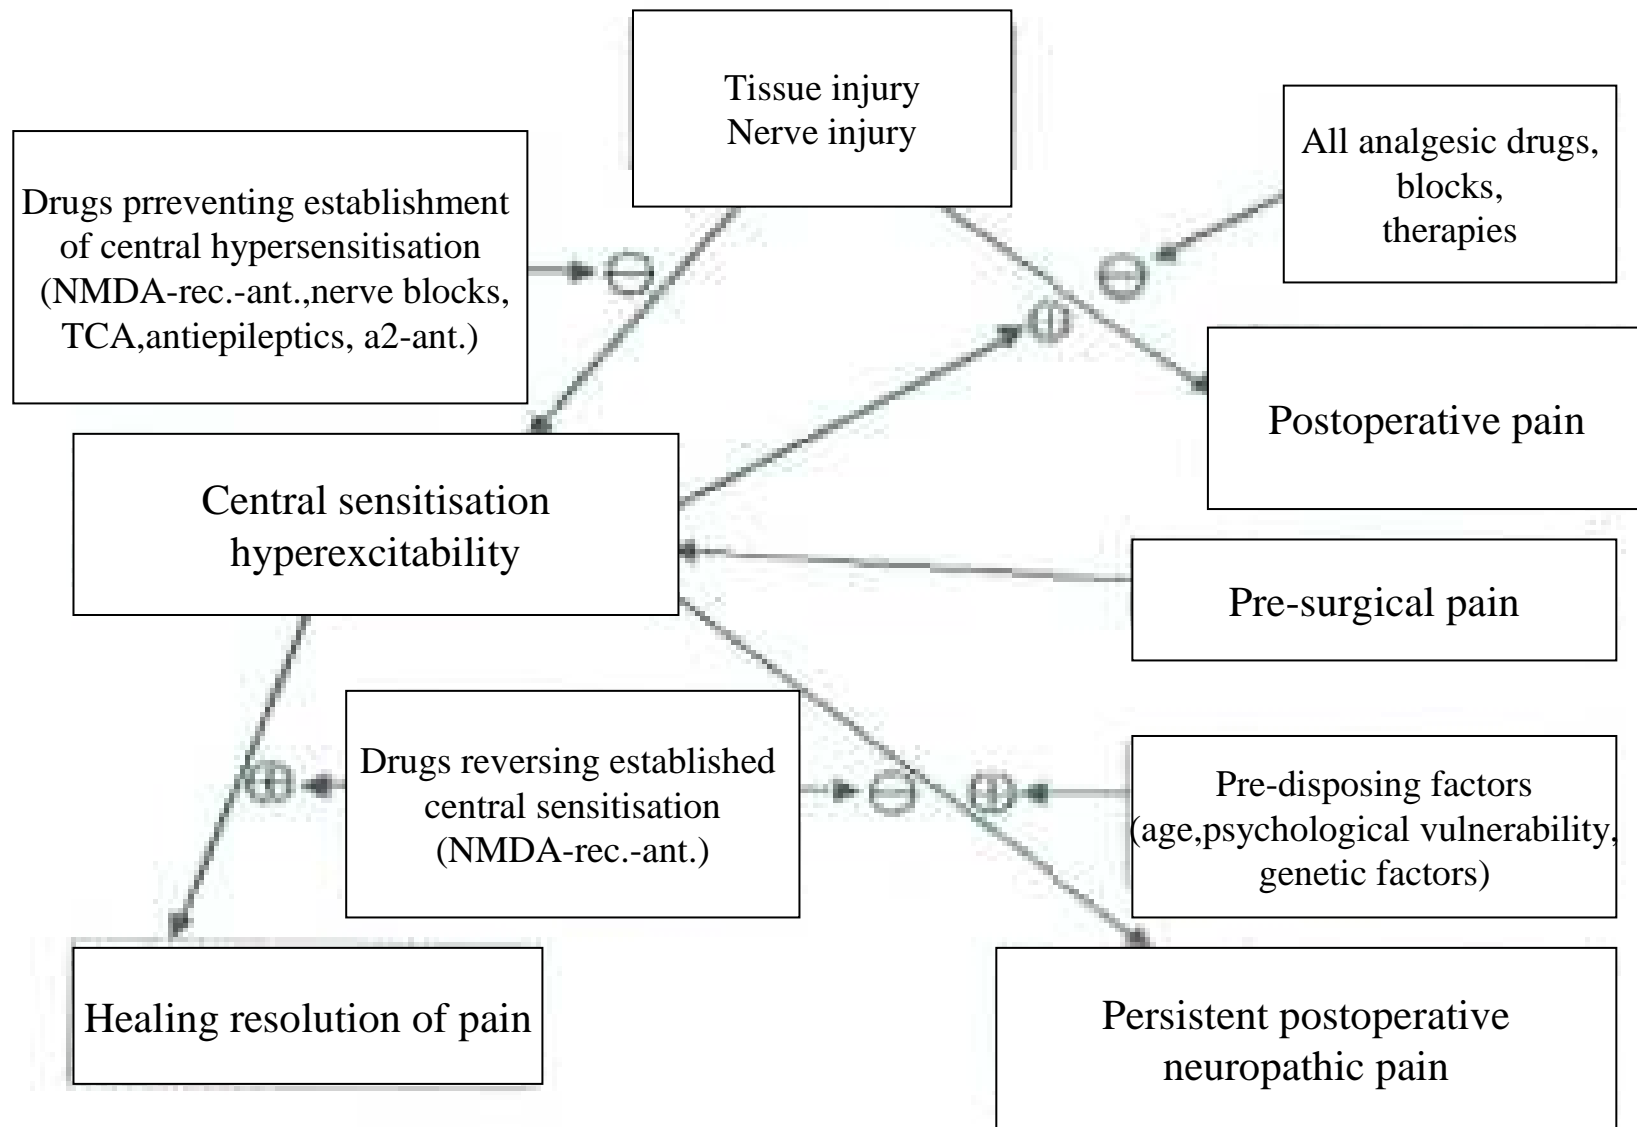 Tissue injury
Nerve injury
All analgesic drugs,
blocks,
therapies
Drugs prreventing establishment
of central hypersensitisation
(NMDA-rec.-ant.,nerve blocks,
TCA,antiepileptics, a2-ant.)
Postoperative pain
Central sensitisation
hyperexcitability
Pre-surgical pain
Drugs reversing established
central sensitisation
(NMDA-rec.-ant.)
Pre-disposing factors
(age,psychological vulnerability,
genetic factors)
Healing resolution of pain
Persistent postoperative
neuropathic pain